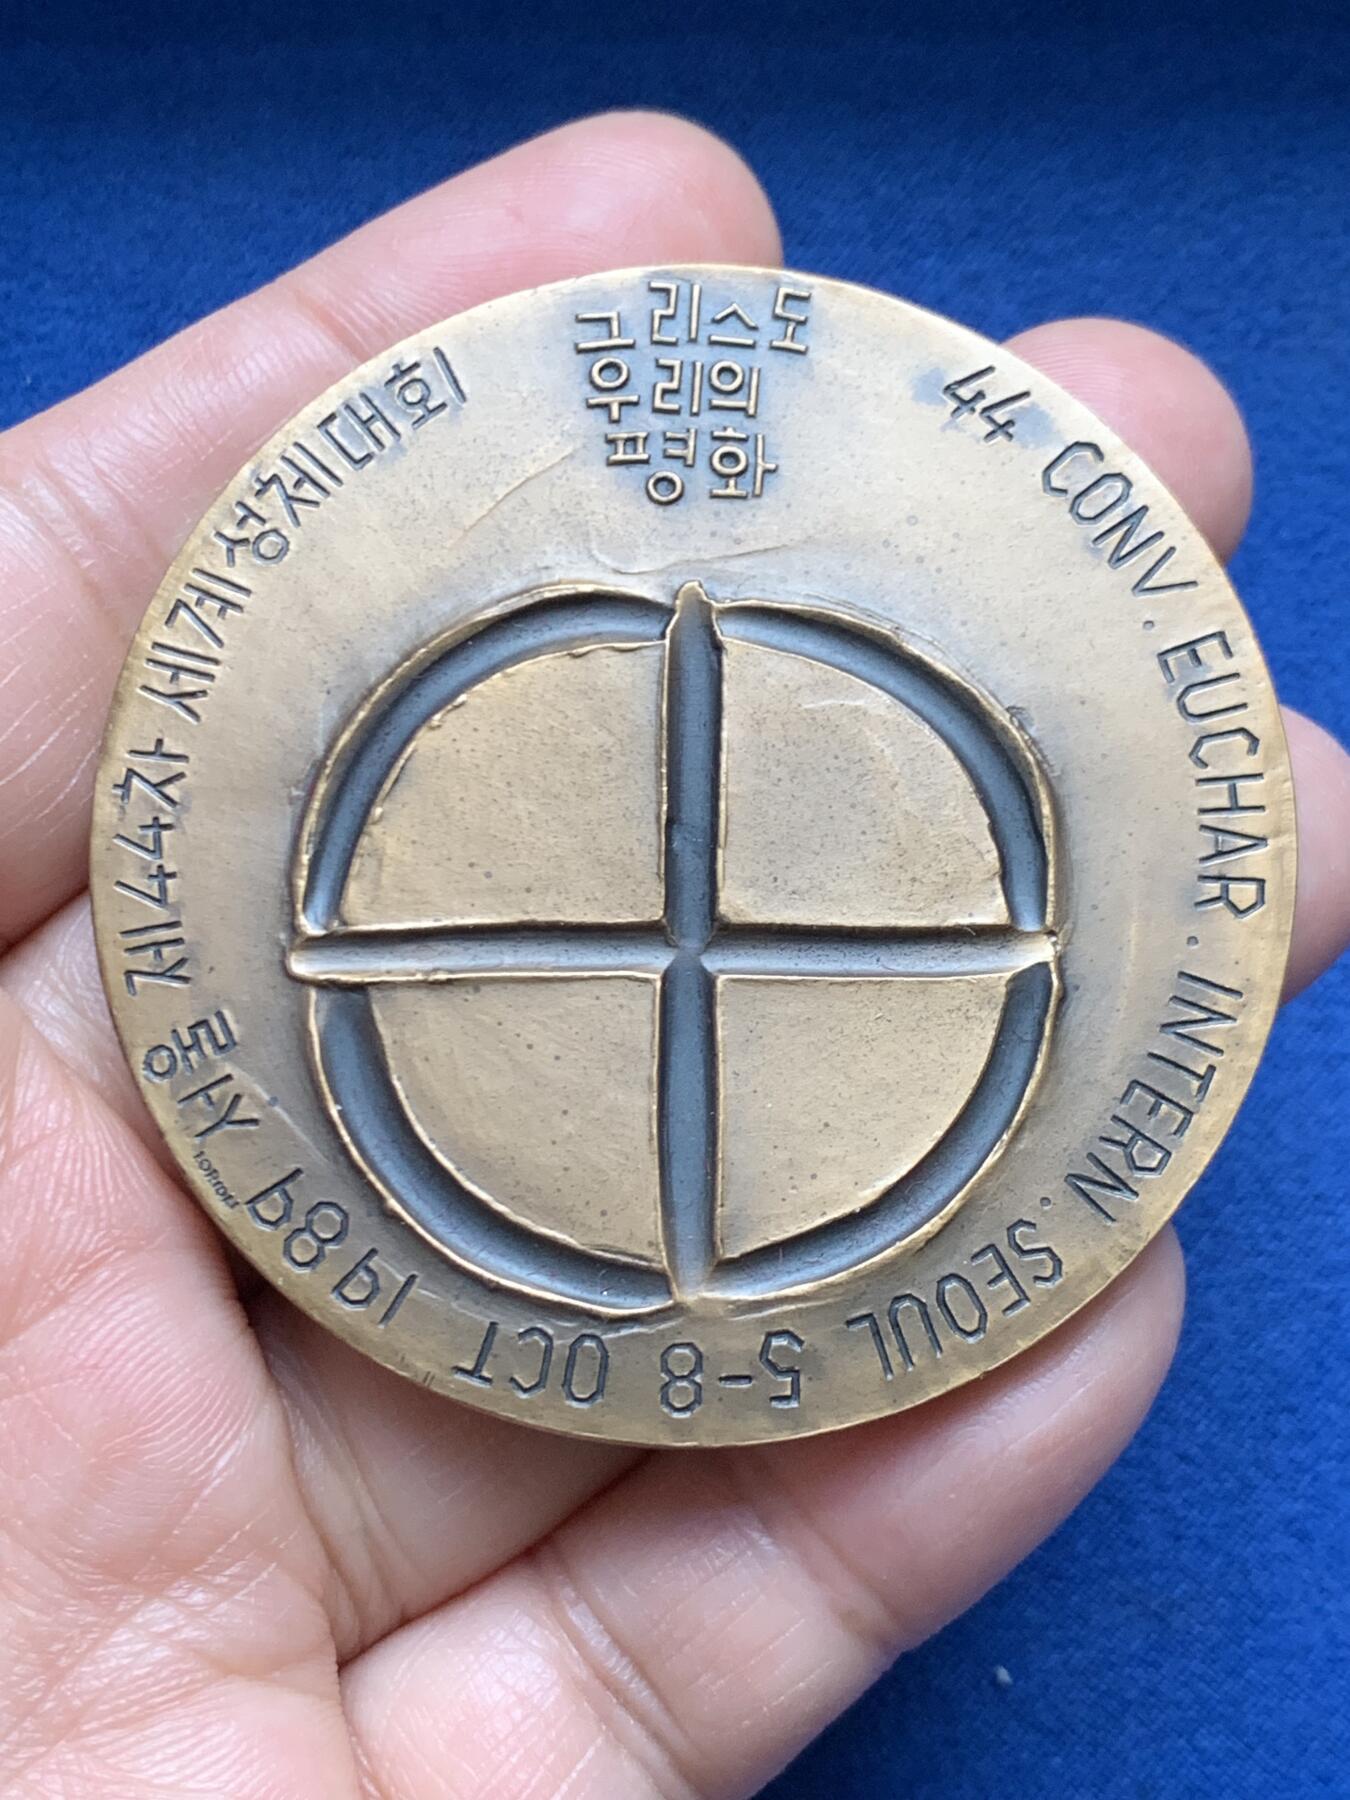 그리스도
우리의
평화
44 CONV. EUCHAR. INTERN. SEOUL 5-8 OCT 1989 서울 제44차 세계성체대회